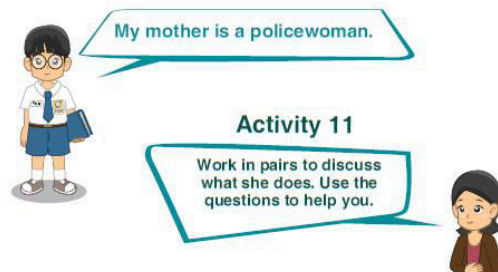 My mother is a policewoman.
Activity 11
Work in pairs to discuss
what she does. Use the
questions to help you.